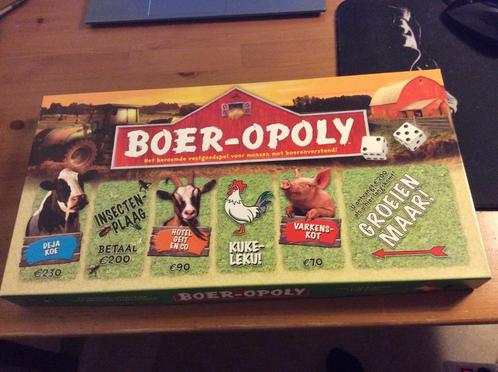 BOER-OPOLY
Het beroemde vastgoedspel voor mensen met boerenverstand!
DEJA
KOE
€230
INSECTEN-
PLAAG
BETAAL
€200
HOTEL
GEIT
EN CO
€90
KUKE-
LEKU!
VARKENS-
KOT
€70
GROEIEN
MAAR!
BOER-OPOLY